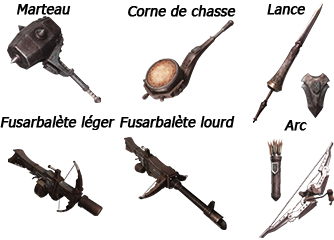 Marteau
Corne de chasse
Lance
Fusarbalète léger
Fusarbalète lourd
Arc